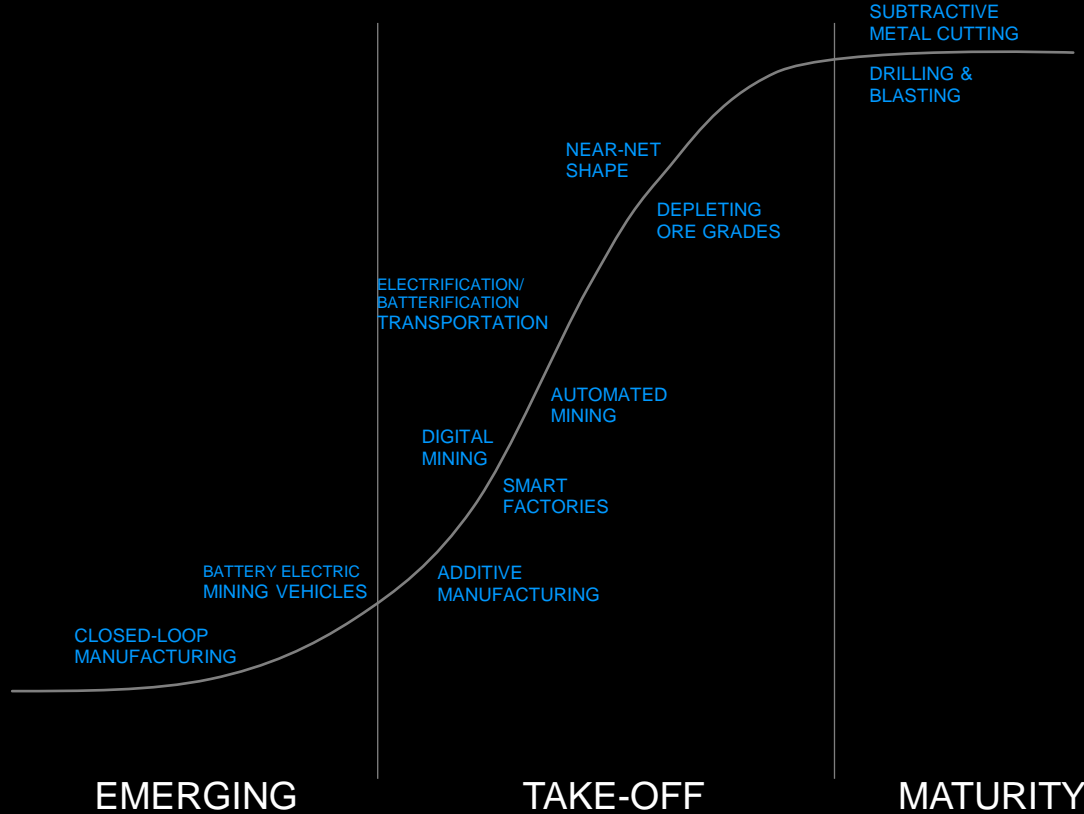 SUBTRACTIVE
METAL CUTTING
DRILLING &
BLASTING
NEAR-NET
SHAPE
DEPLETING
ORE GRADES
ELECTRIFICATION/
BATTERIFICATION
TRANSPORTATION
AUTOMATED
MINING
DIGITAL
MINING
SMART
FACTORIES
BATTERY ELECTRIC
MINING VEHICLES
ADDITIVE
MANUFACTURING
CLOSED-LOOP
MANUFACTURING
EMERGING
TAKE-OFF
MATURITY